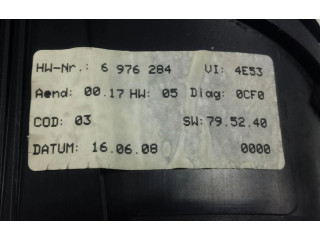 HW-Nr.: 6 976 284 VI: 4E53
Aend: 00.17 HW: 05 Diag: 0CF0
COD: 03 SW: 79.52.40
DATUM: 16.06.08 0000